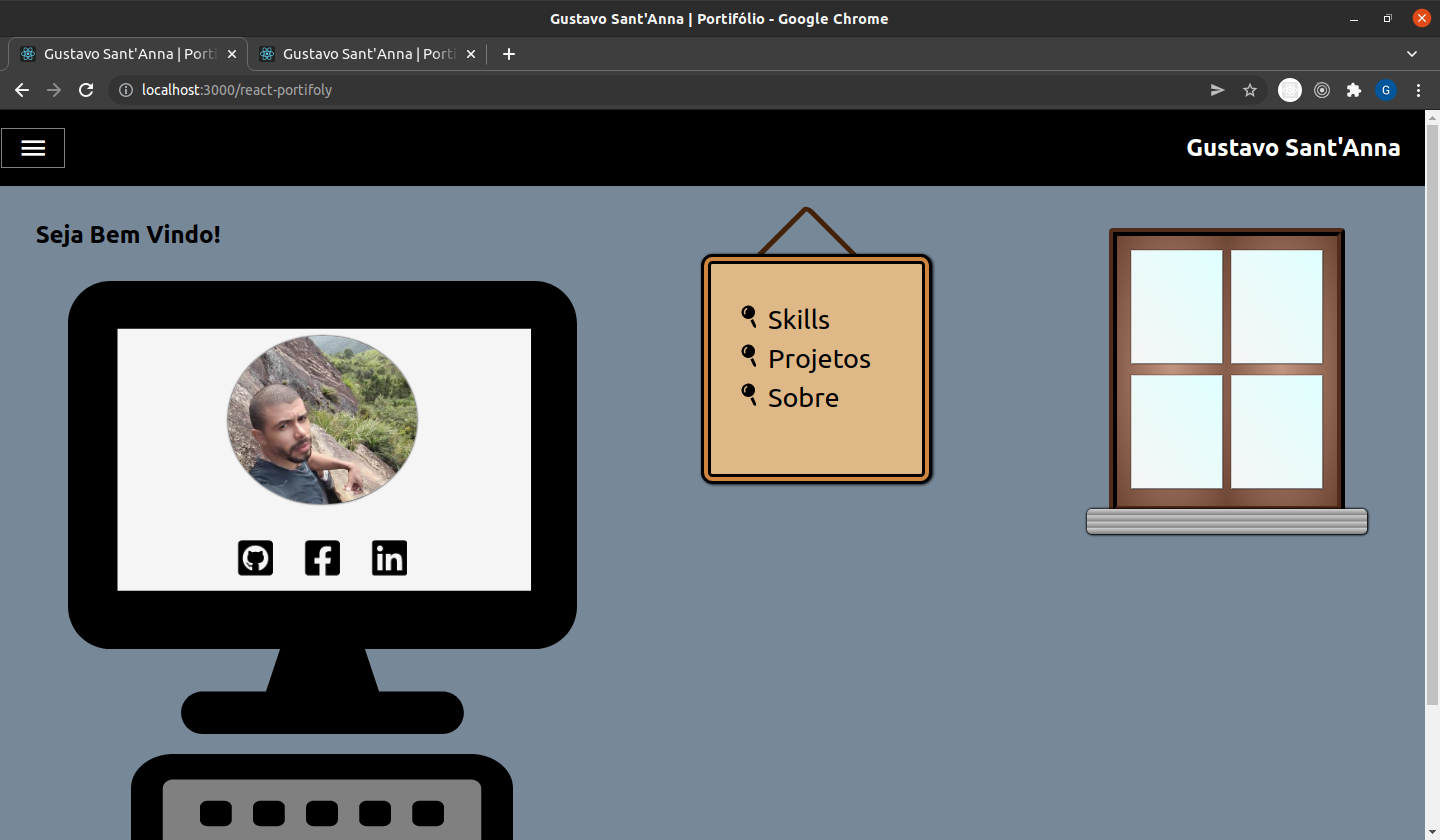 Gustavo Sant'Anna | Portifólio - Google Chrome
Gustavo Sant'Anna | Porti
Gustavo Sant'Anna | Porti
localhost:3000/react-portifoly
G
Gustavo Sant'Anna
Seja Bem Vindo!
Skills
Projetos
Sobre
in